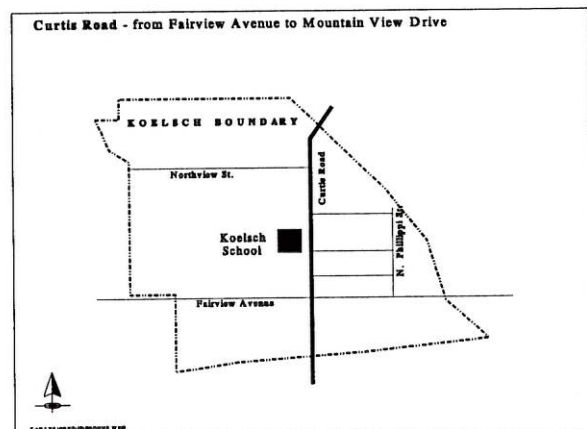 Curtis Road - from Fairview Avenue to Mountain View Drive
KOELSCH BOUNDARY
Northview St.
Curtis Road
Koelsch
School
N. Phillippi Str
Fairview Avenue